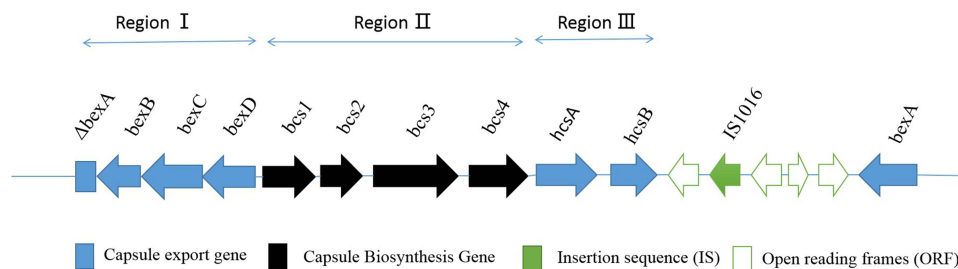 Region Ⅰ Region Ⅱ Region Ⅲ
ΔbexA bexB bexC bexD bcs1 bcs2 bcs3 bcs4 hcsA hcsB IS1016 bexA
Capsule export gene Capsule Biosynthesis Gene Insertion sequence (IS) Open reading frames (ORF)